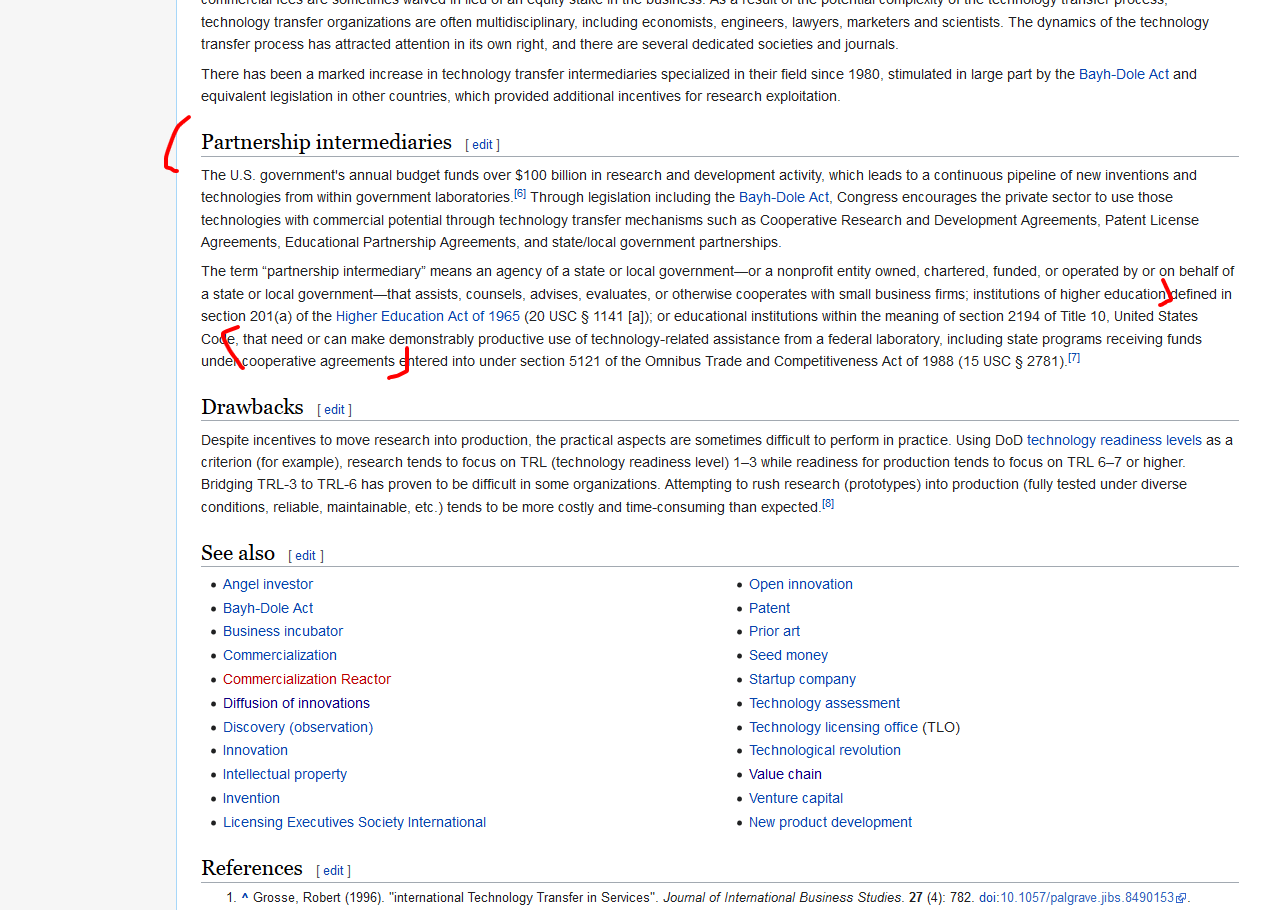 commercial fees are sometimes waived in lieu of an equity stake in the business. As a result of the potential complexity of the technology transfer process,
technology transfer organizations are often multidisciplinary, including economists, engineers, lawyers, marketers and scientists. The dynamics of the technology
transfer process has attracted attention in its own right, and there are several dedicated societies and journals.
There has been a marked increase in technology transfer intermediaries specialized in their field since 1980, stimulated in large part by the Bayh-Dole Act and
equivalent legislation in other countries, which provided additional incentives for research exploitation.
Partnership intermediaries [ edit ]
The U.S. government's annual budget funds over $100 billion in research and development activity, which leads to a continuous pipeline of new inventions and
technologies from within government laboratories.[6] Through legislation including the Bayh-Dole Act, Congress encourages the private sector to use those
technologies with commercial potential through technology transfer mechanisms such as Cooperative Research and Development Agreements, Patent License
Agreements, Educational Partnership Agreements, and state/local government partnerships.
The term “partnership intermediary” means an agency of a state or local government—or a nonprofit entity owned, chartered, funded, or operated by or on behalf of
a state or local government—that assists, counsels, advises, evaluates, or otherwise cooperates with small business firms; institutions of higher education defined in
section 201(a) of the Higher Education Act of 1965 (20 USC § 1141 [a]); or educational institutions within the meaning of section 2194 of Title 10, United States
Code, that need or can make demonstrably productive use of technology-related assistance from a federal laboratory, including state programs receiving funds
under cooperative agreements entered into under section 5121 of the Omnibus Trade and Competitiveness Act of 1988 (15 USC § 2781).[7]
Drawbacks [ edit ]
Despite incentives to move research into production, the practical aspects are sometimes difficult to perform in practice. Using DoD technology readiness levels as a
criterion (for example), research tends to focus on TRL (technology readiness level) 1–3 while readiness for production tends to focus on TRL 6–7 or higher.
Bridging TRL-3 to TRL-6 has proven to be difficult in some organizations. Attempting to rush research (prototypes) into production (fully tested under diverse
conditions, reliable, maintainable, etc.) tends to be more costly and time-consuming than expected.[8]
See also [ edit ]
• Angel investor
• Bayh-Dole Act
• Business incubator
• Commercialization
• Commercialization Reactor
• Diffusion of innovations
• Discovery (observation)
• Innovation
• Intellectual property
• Invention
• Licensing Executives Society International
• Open innovation
• Patent
• Prior art
• Seed money
• Startup company
• Technology assessment
• Technology licensing office (TLO)
• Technological revolution
• Value chain
• Venture capital
• New product development
References [ edit ]
1. ^ Grosse, Robert (1996). "international Technology Transfer in Services". Journal of International Business Studies. 27 (4): 782. doi:10.1057/palgrave.jibs.8490153.